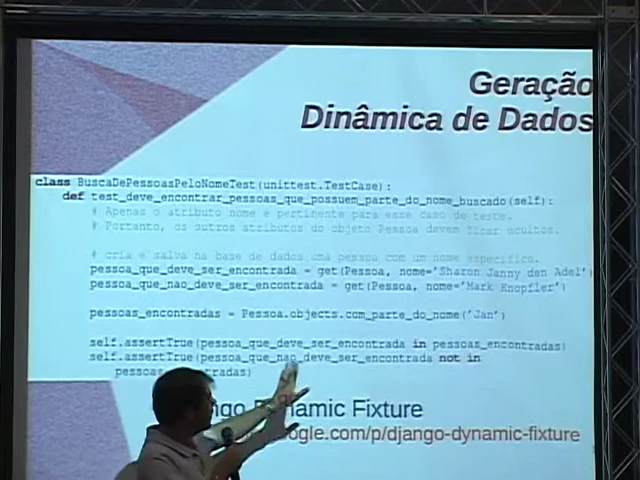 Geração
Dinâmica de Dados
class BuscaDePessoasPeloNomeTest(unittest.TestCase):
def test_deve_encontrar_pessoas_que_possuem_parte_do_nome_buscado(self):
# Apenas o atributo nome e pertinente para esse caso de teste.
# Portanto, os outros atributos do objeto Pessoa devem ficar ocultos.
# cria e salva na base de dados uma pessoa com um nome especifico.
pessoa_que_deve_ser_encontrada = get(Pessoa, nome='Sharon Janny den Adel')
pessoa_que_nao_deve_ser_encontrada = get(Pessoa, nome='Mark Knopfler')
pessoas_encontradas = Pessoa.objects.com_parte_do_nome('Jan')
self.assertTrue(pessoa_que_deve_ser_encontrada in pessoas_encontradas)
self.assertTrue(pessoa_que_nao_deve_ser_encontrada not in
pessoas tradas)
ngo Dynamic Fixture
ogle.com/p/django-dynamic-fixture